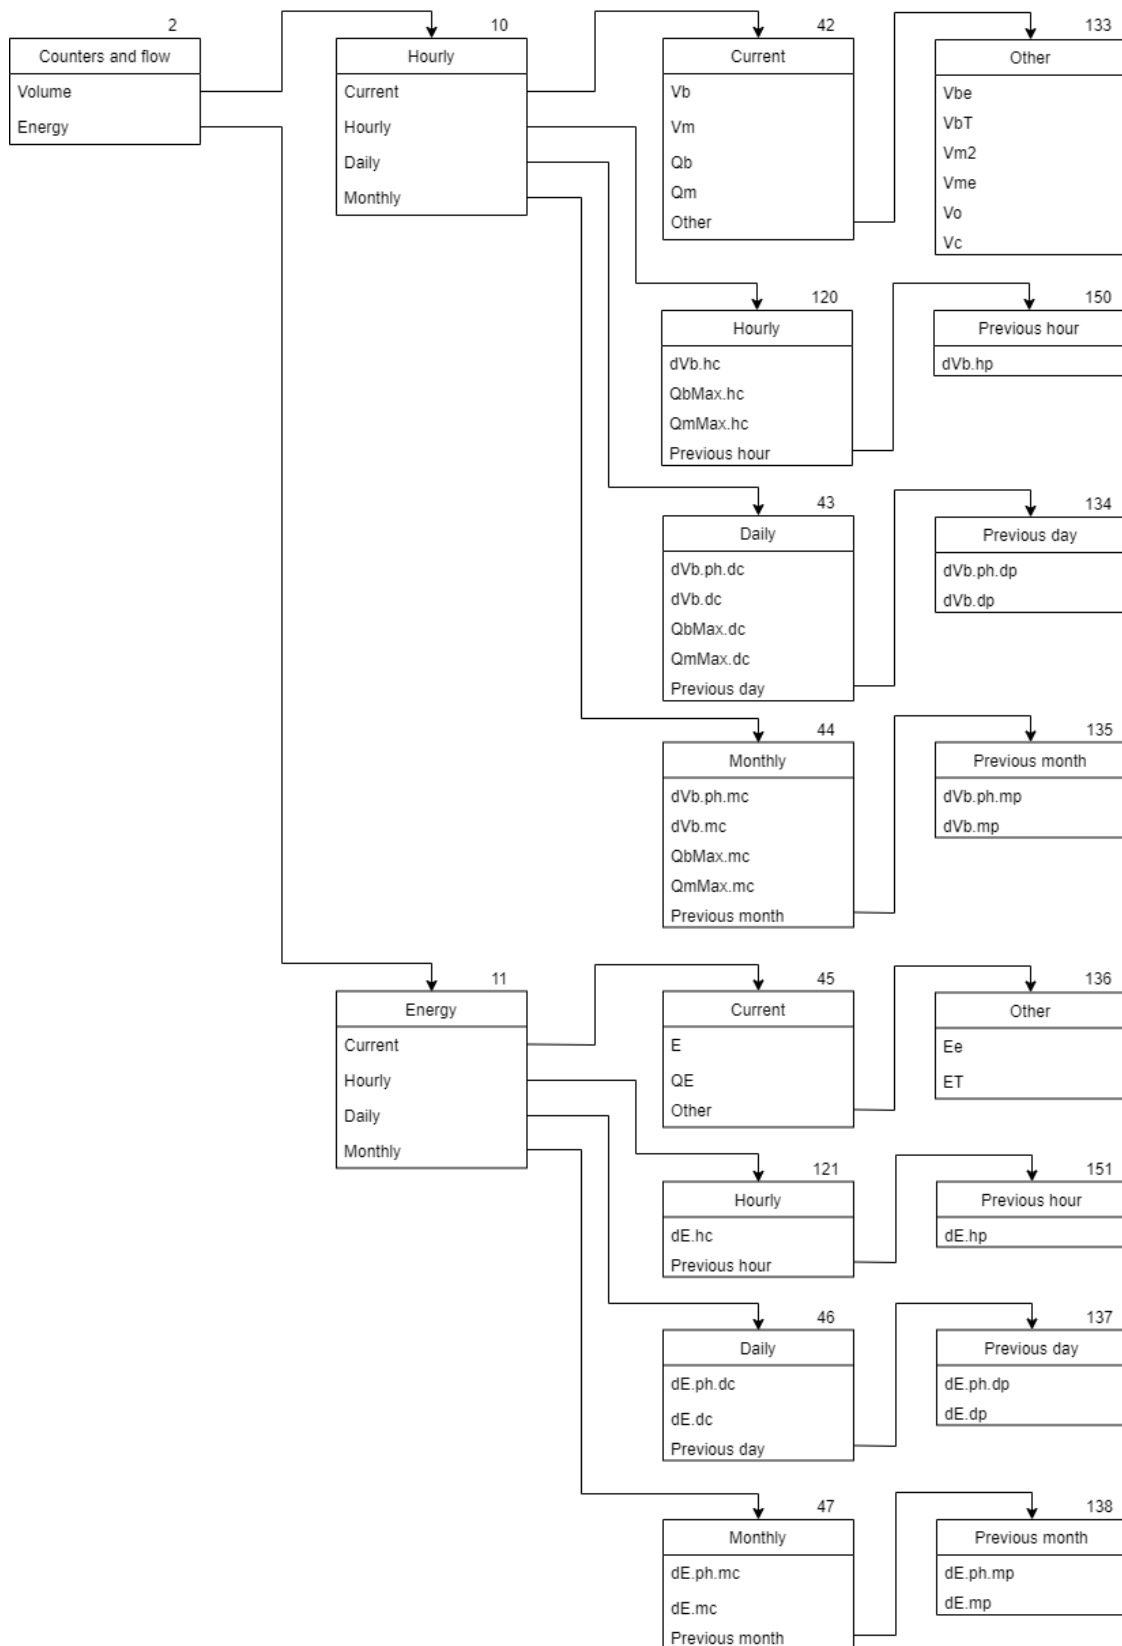 2
Counters and flow
Volume
Energy
10
Hourly
Current
Hourly
Daily
Monthly
42
Current
Vb
Vm
Qb
Qm
Other
133
Other
Vbe
VbT
Vm2
Vme
Vo
Vc
120
Hourly
dVb.hc
QbMax.hc
QmMax.hc
Previous hour
150
Previous hour
dVb.hp
43
Daily
dVb.ph.dc
dVb.dc
QbMax.dc
QmMax.dc
Previous day
134
Previous day
dVb.ph.dp
dVb.dp
44
Monthly
dVb.ph.mc
dVb.mc
QbMax.mc
QmMax.mc
Previous month
135
Previous month
dVb.ph.mp
dVb.mp
11
Energy
Current
Hourly
Daily
Monthly
45
Current
E
QE
Other
136
Other
Ee
ET
121
Hourly
dE.hc
Previous hour
151
Previous hour
dE.hp
46
Daily
dE.ph.dc
dE.dc
Previous day
137
Previous day
dE.ph.dp
dE.dp
47
Monthly
dE.ph.mc
dE.mc
Previous month
138
Previous month
dE.ph.mp
dE.mp